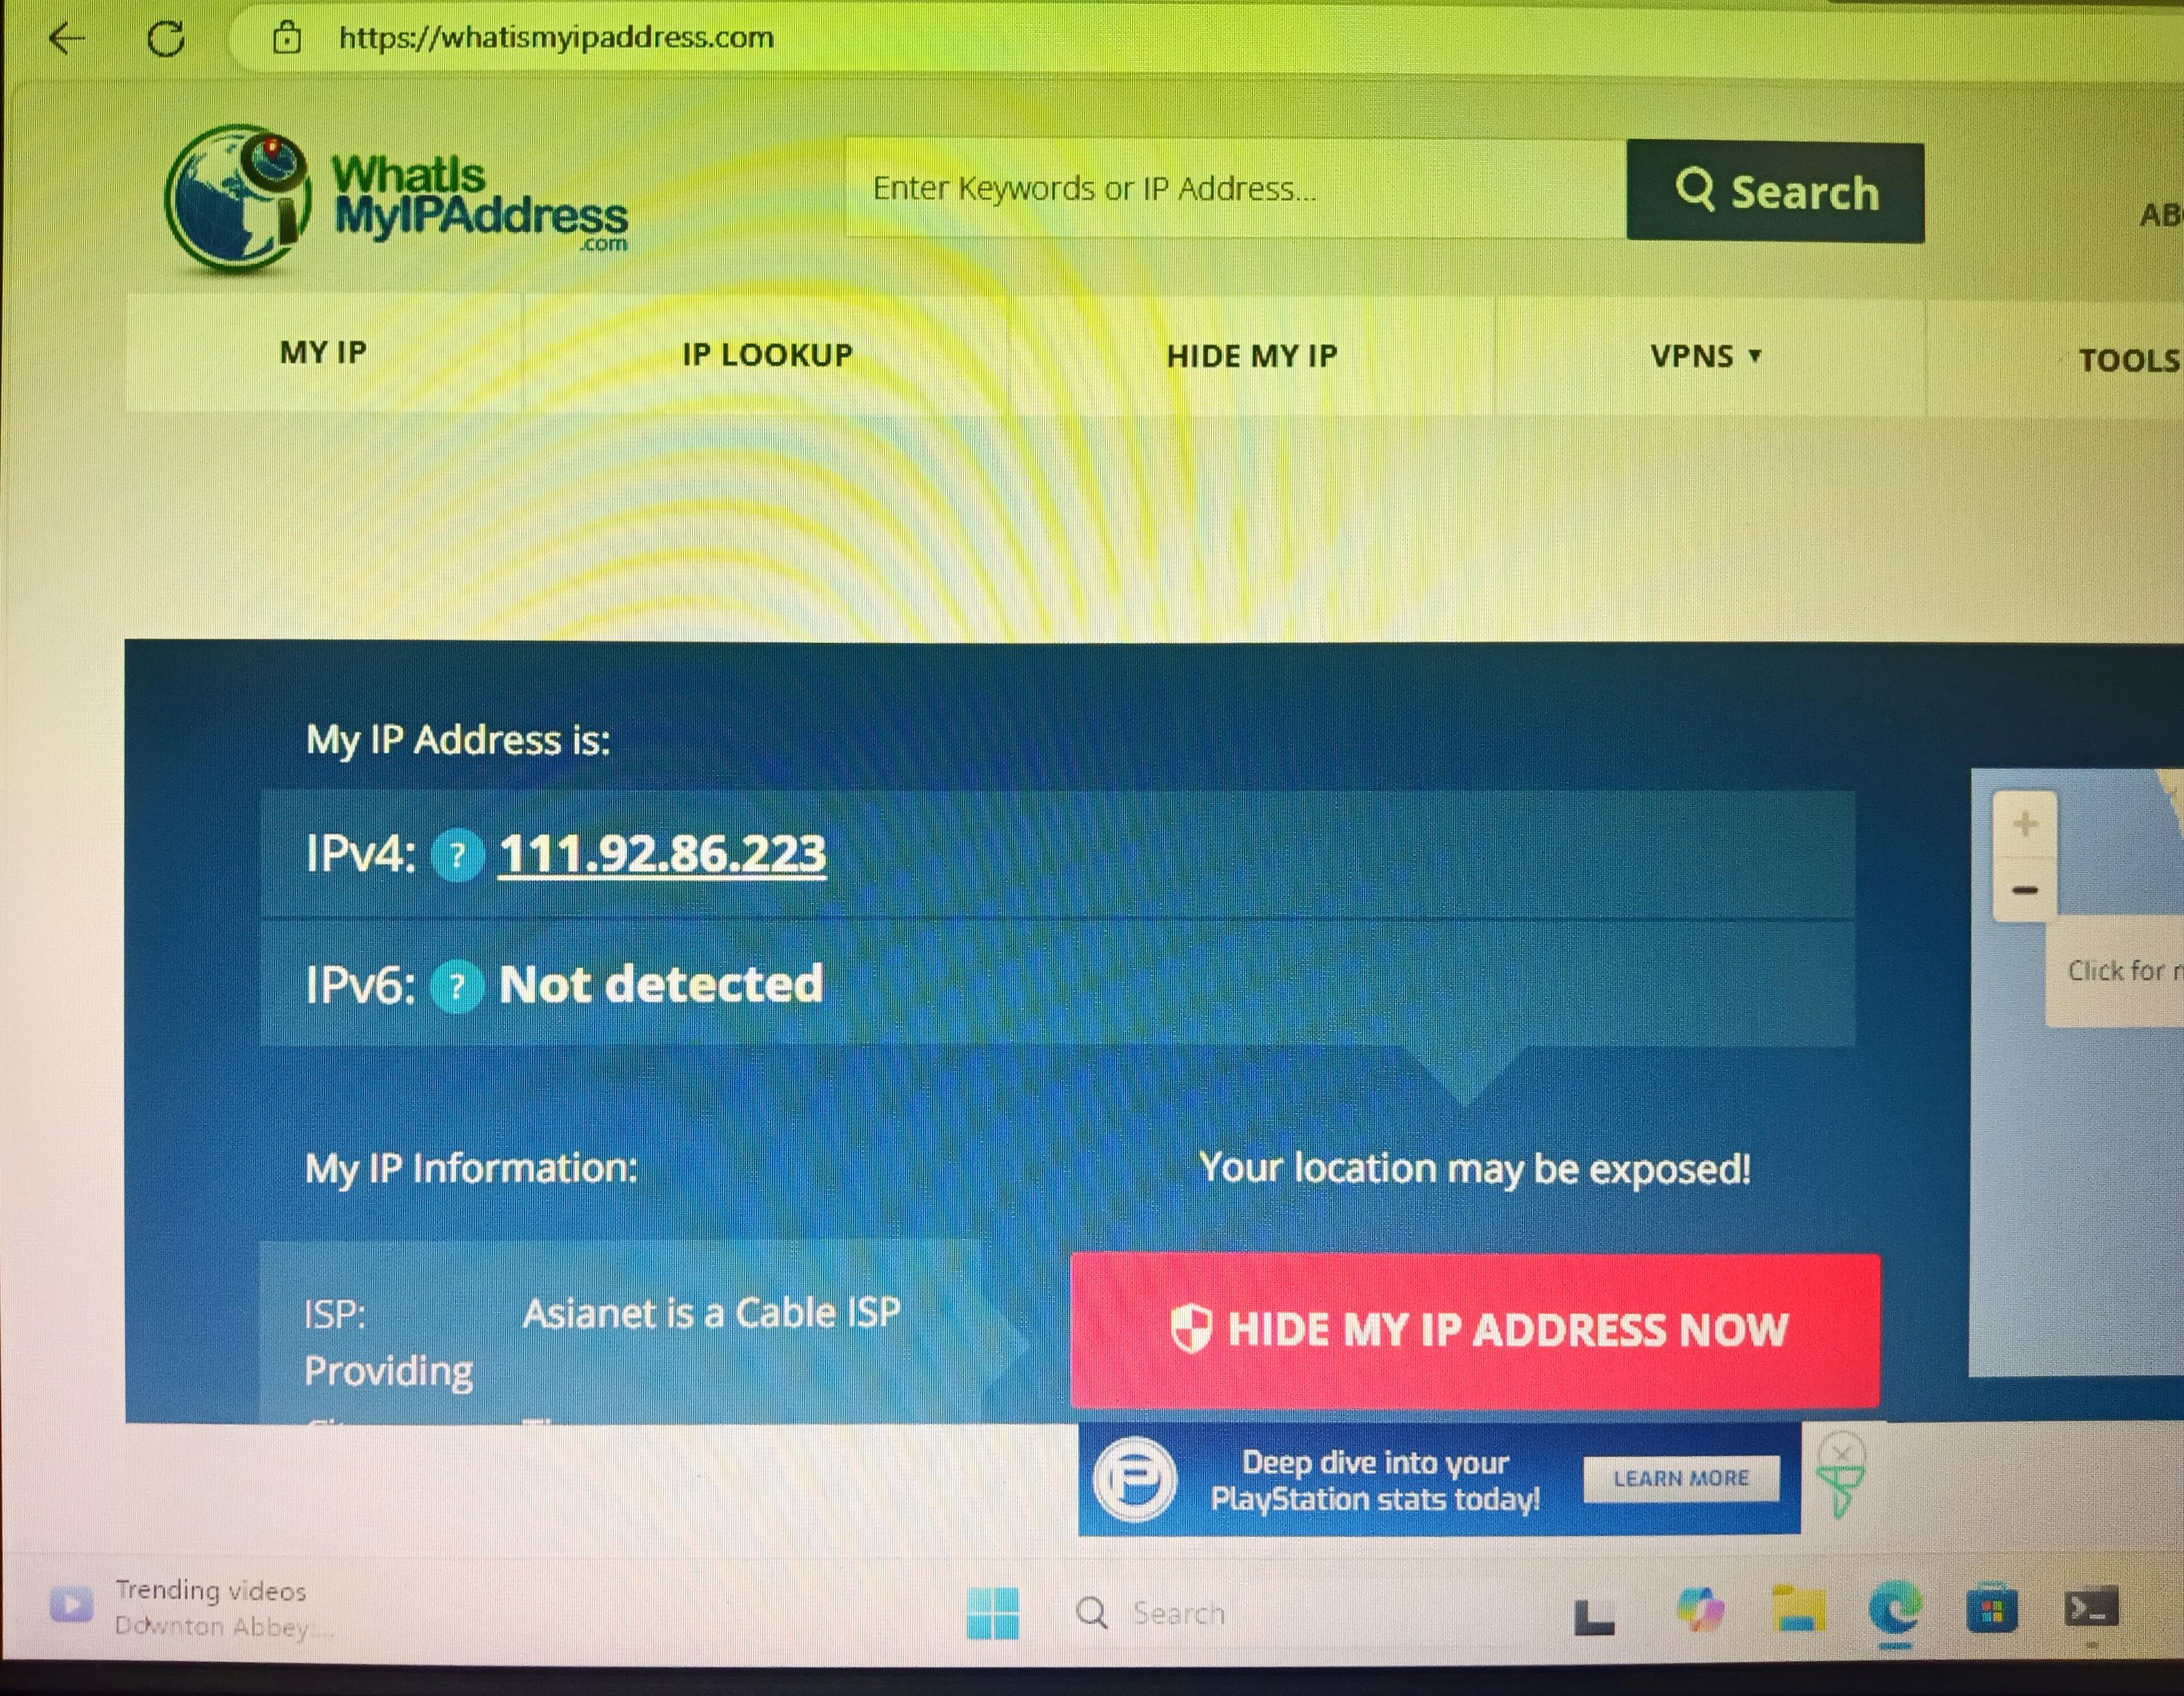 https://whatismyipaddress.com
WhatIs
MyIPAddress
.com
Enter Keywords or IP Address...
Search
MY IP
IP LOOKUP
HIDE MY IP
VPNS ▼
TOOLS
My IP Address is:
IPv4: ? 111.92.86.223
IPv6: ? Not detected
+
−
Click for
My IP Information:
Your location may be exposed!
ISP: Asianet is a Cable ISP
Providing
HIDE MY IP ADDRESS NOW
Deep dive into your
PlayStation stats today!
LEARN MORE
Trending videos
Downton Abbey:...
Search